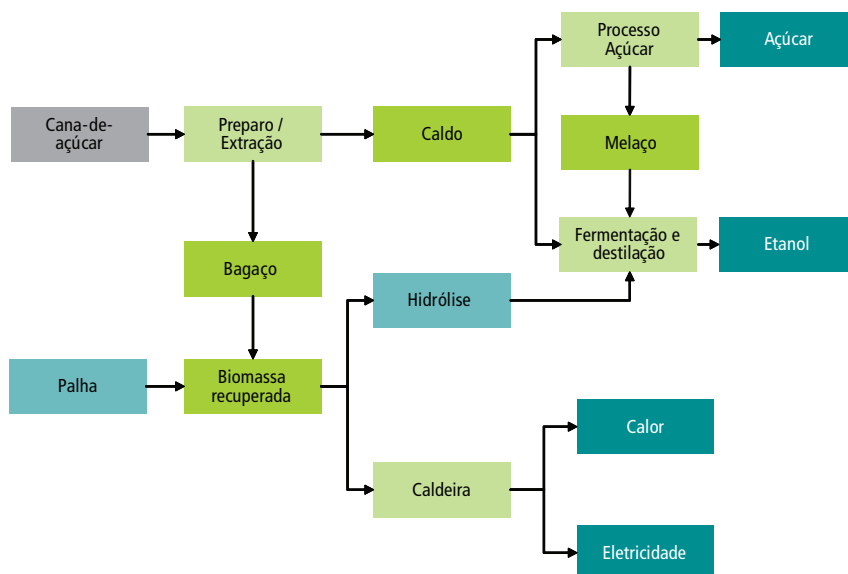 Processo
Açúcar
Açúcar
Cana-de-
açúcar
Preparo /
Extração
Caldo
Melaço
Fermentação e
destilação
Etanol
Bagaço
Hidrólise
Palha
Biomassa
recuperada
Calor
Caldeira
Eletricidade